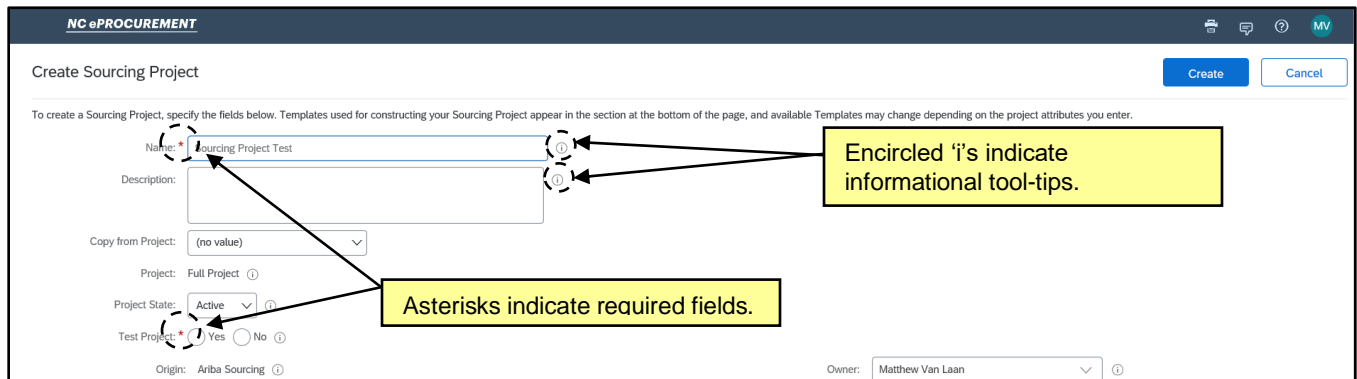 NC ePROCUREMENT
MV
Create Sourcing Project
Create
Cancel
To create a Sourcing Project, specify the fields below. Templates used for constructing your Sourcing Project appear in the section at the bottom of the page, and available Templates may change depending on the project attributes you enter.
Name: * Sourcing Project Test
Encircled ‘i’s indicate
informational tool-tips.
Description:
Copy from Project: (no value)
Project: Full Project
Asterisks indicate required fields.
Project State: Active
Test Project: * Yes No
Origin: Ariba Sourcing
Owner: Matthew Van Laan